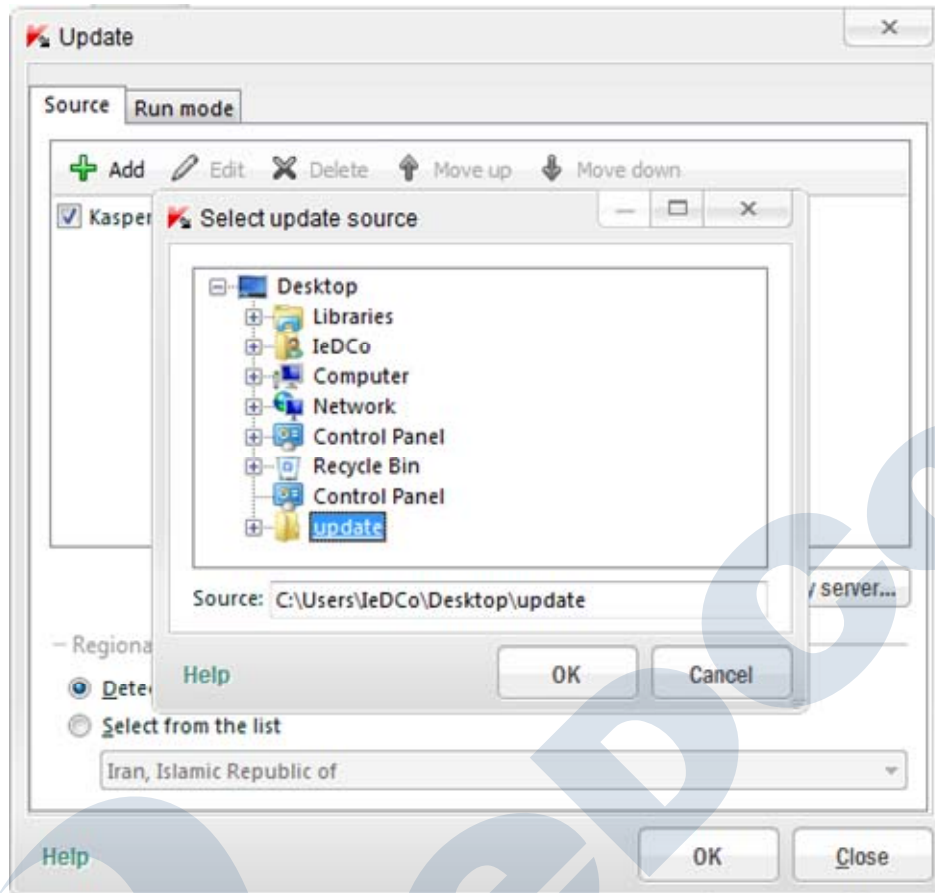 Update
Source Run mode
Add Edit Delete Move up Move down
Kasper
Select update source
Desktop
Libraries
IeDCo
Computer
Network
Control Panel
Recycle Bin
Control Panel
update
Source: C:\Users\IeDCo\Desktop\update
y server...
Regiona
Help OK Cancel
Dete
Select from the list
Iran, Islamic Republic of
Help OK Close